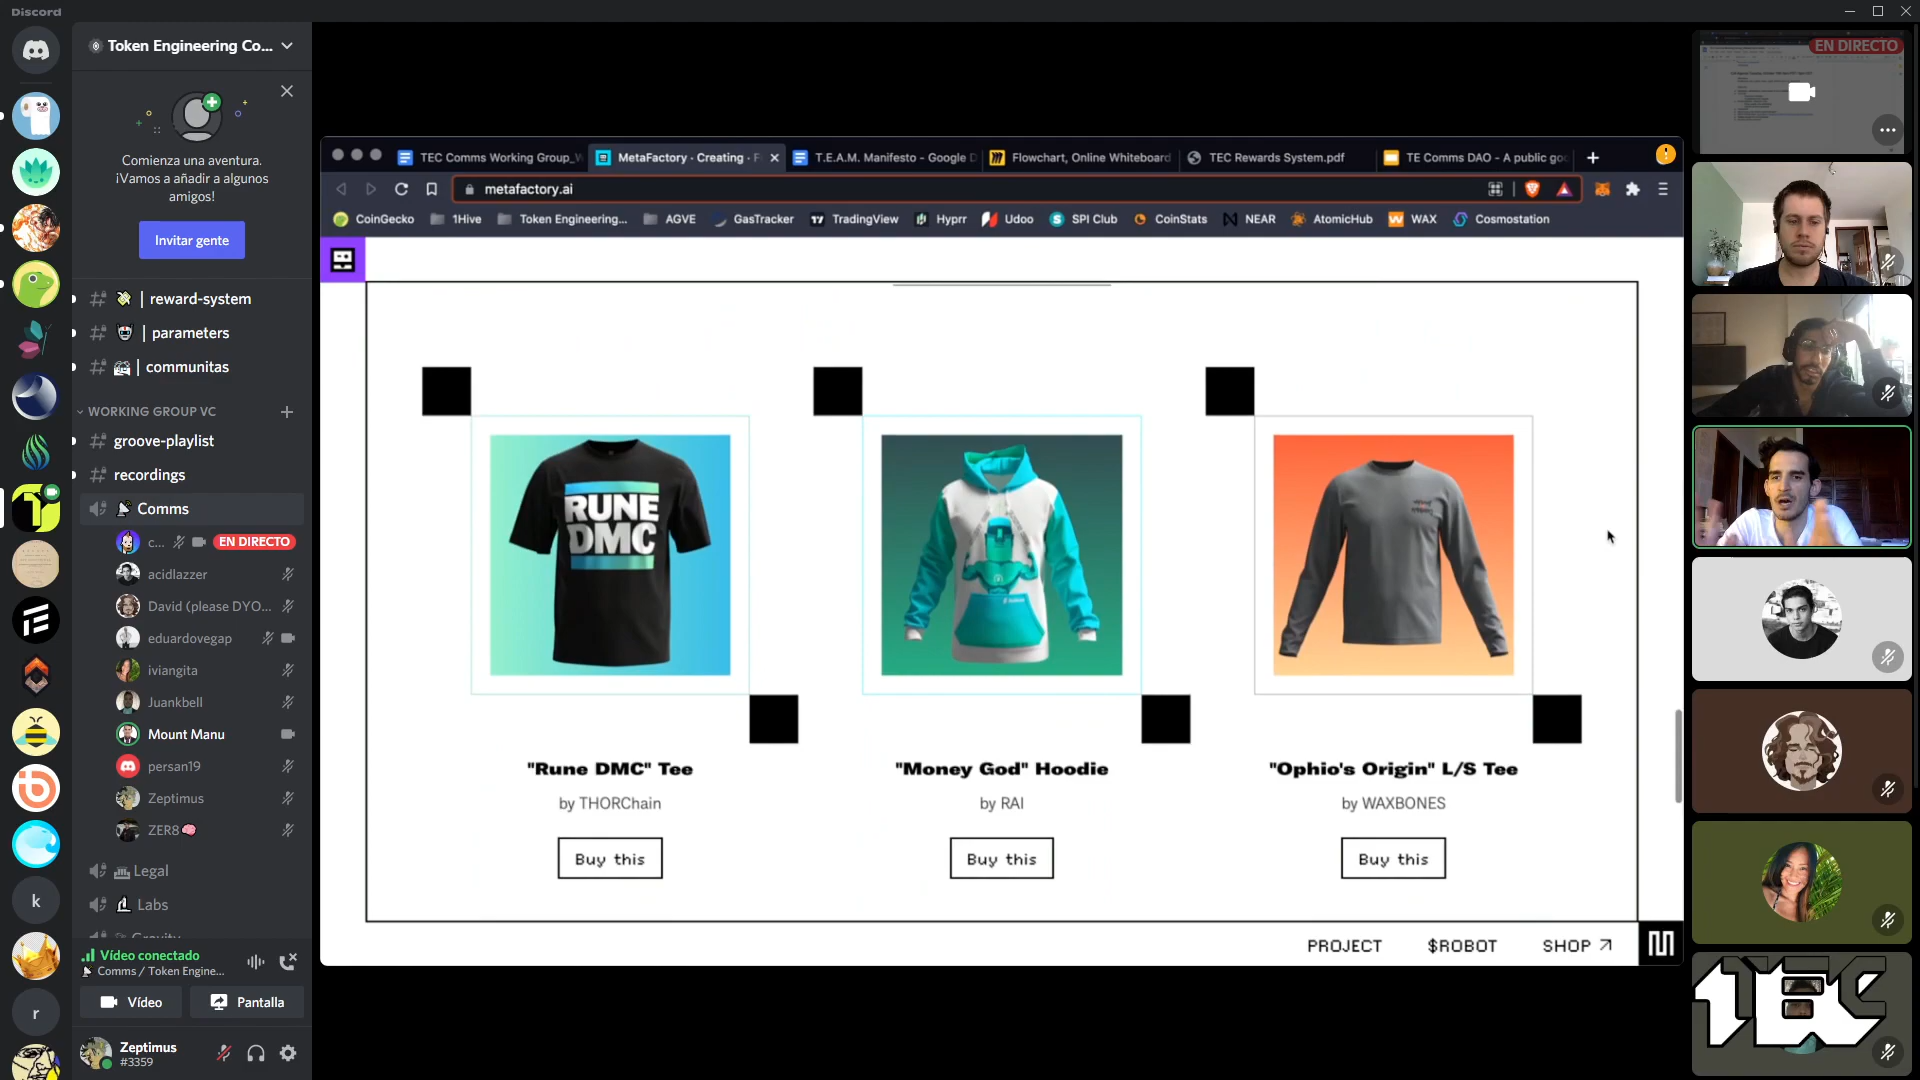 Discord
Token Engineering Co...
Comienza una aventura.
¡Vamos a añadir a algunos
amigos!
Invitar gente
| reward-system
| parameters
| communitas
WORKING GROUP VC
groove-playlist
recordings
Comms
c... EN DIRECTO
acidlazzer
David (please DYO...
eduardovegap
iviangita
Juankbell
Mount Manu
persan19
Zeptimus
ZER8
Legal
Labs
Gravity
k
r
Vídeo conectado
Comms / Token Engine...
Vídeo
Pantalla
Zeptimus
#3359
TEC Comms Working Group_
MetaFactory - Creating - F
T.E.A.M. Manifesto - Google D
Flowchart, Online Whiteboard
TEC Rewards System.pdf
TE Comms DAO - A public go
metafactory.ai
CoinGecko
1Hive
Token Engineering...
AGVE
GasTracker
TradingView
Hyprr
Udoo
SPI Club
CoinStats
NEAR
AtomicHub
WAX
Cosmostation
RUNE
DMC
"Rune DMC" Tee
by THORChain
Buy this
"Money God" Hoodie
by RAI
Buy this
"Ophio's Origin" L/S Tee
by WAXBONES
Buy this
PROJECT
$ROBOT
SHOP
EN DIRECTO
TEC